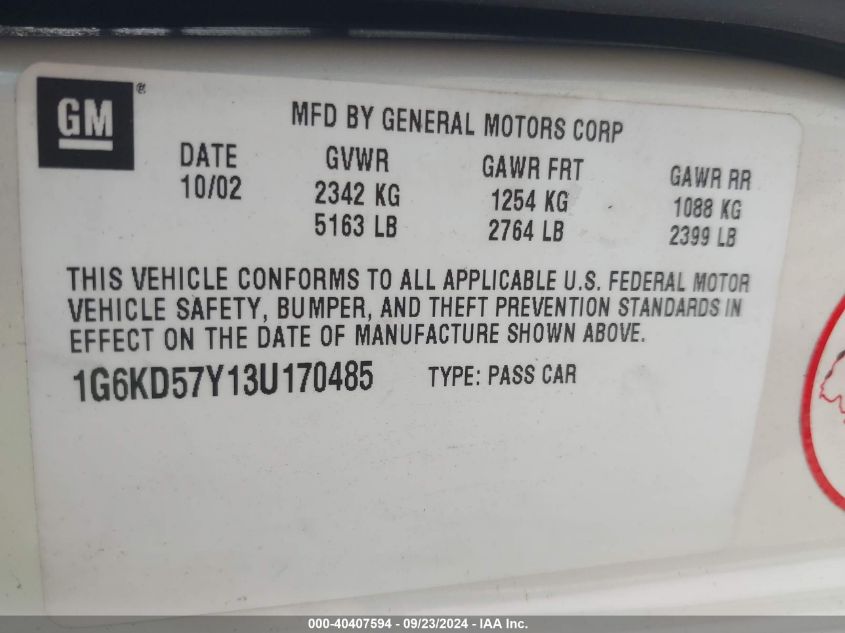 GM®
MFD BY GENERAL MOTORS CORP
DATE GVWR GAWR FRT GAWR RR
10/02 2342 KG 1254 KG 1088 KG
5163 LB 2764 LB 2399 LB
THIS VEHICLE CONFORMS TO ALL APPLICABLE U.S. FEDERAL MOTOR
VEHICLE SAFETY, BUMPER, AND THEFT PREVENTION STANDARDS IN
EFFECT ON THE DATE OF MANUFACTURE SHOWN ABOVE.
1G6KD57Y13U170485 TYPE: PASS CAR
000-40407594 - 09/23/2024 - IAA Inc.